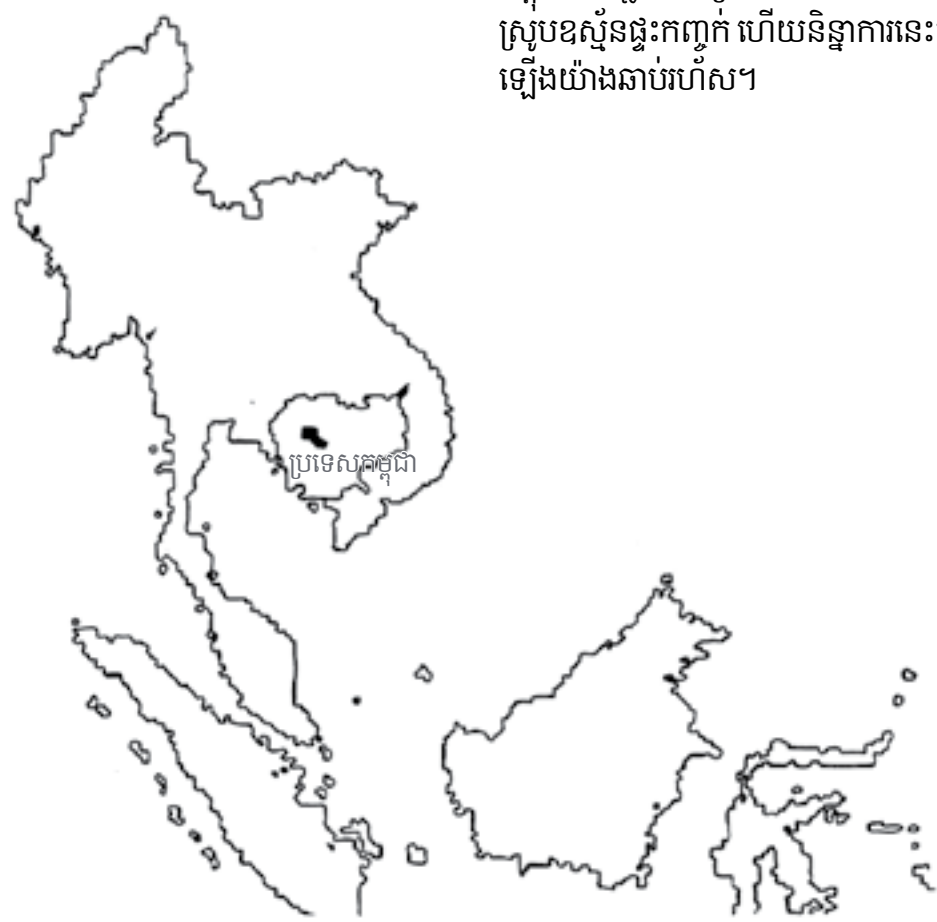 ស្រូបឧស្ម័នផ្ទះកញ្ចក់ ហើយនិន្នាការនេះ
ឡើងយ៉ាងឆាប់រហ័ស។
ប្រទេសកម្ពុជា